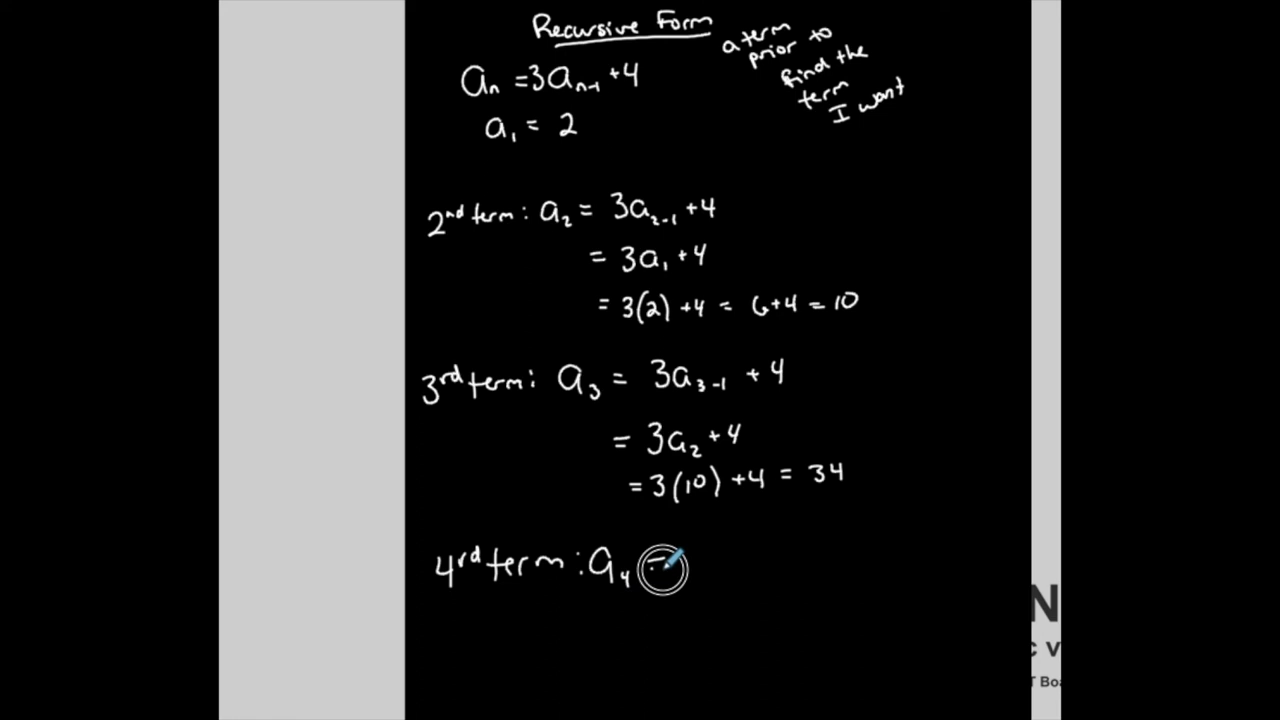 Recursive Form
aₙ = 3aₙ₋₁ + 4
a₁ = 2
a term
prior to
find the
term
I want
2ⁿᵈ term: a₂ = 3a₂₋₁ + 4
= 3a₁ + 4
= 3(2) + 4 = 6+4 = 10
3ʳᵈ term: a₃ = 3a₃₋₁ + 4
= 3a₂ + 4
= 3(10) + 4 = 34
4ʳᵈ term: a₄ =
N
c V
T Boa